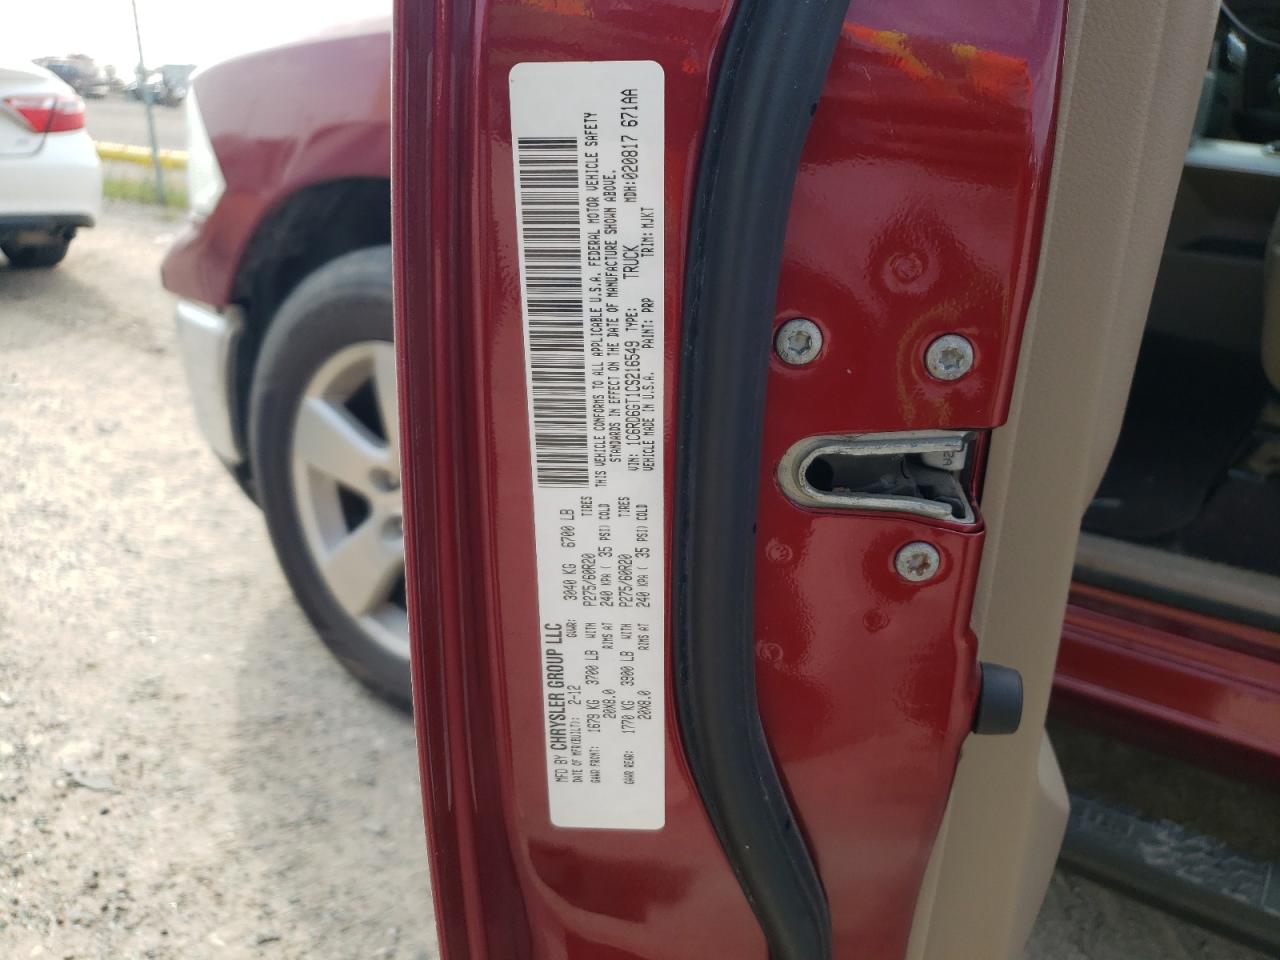 MFD BY CHRYSLER GROUP LLC
DATE OF MFR(BUILT): 2-12 GVWR: 3040 KG 6700 LB
GAWR FRONT: 1679 KG 3700 LB WITH P275/60R20 TIRES
20X8.0 RIMS AT 240 KPA ( 35 PSI) COLD
GAWR REAR: 1770 KG 3900 LB WITH P275/60R20 TIRES
20X8.0 RIMS AT 240 KPA ( 35 PSI) COLD
THIS VEHICLE CONFORMS TO ALL APPLICABLE U.S.A. FEDERAL MOTOR VEHICLE SAFETY
STANDARDS IN EFFECT ON THE DATE OF MANUFACTURE SHOWN ABOVE.
VIN: 1C6RD6GT1CS216549 TYPE: TRUCK MDH:020817 671AA
VEHICLE MADE IN U.S.A. PAINT: PRP TRIM: MJKT